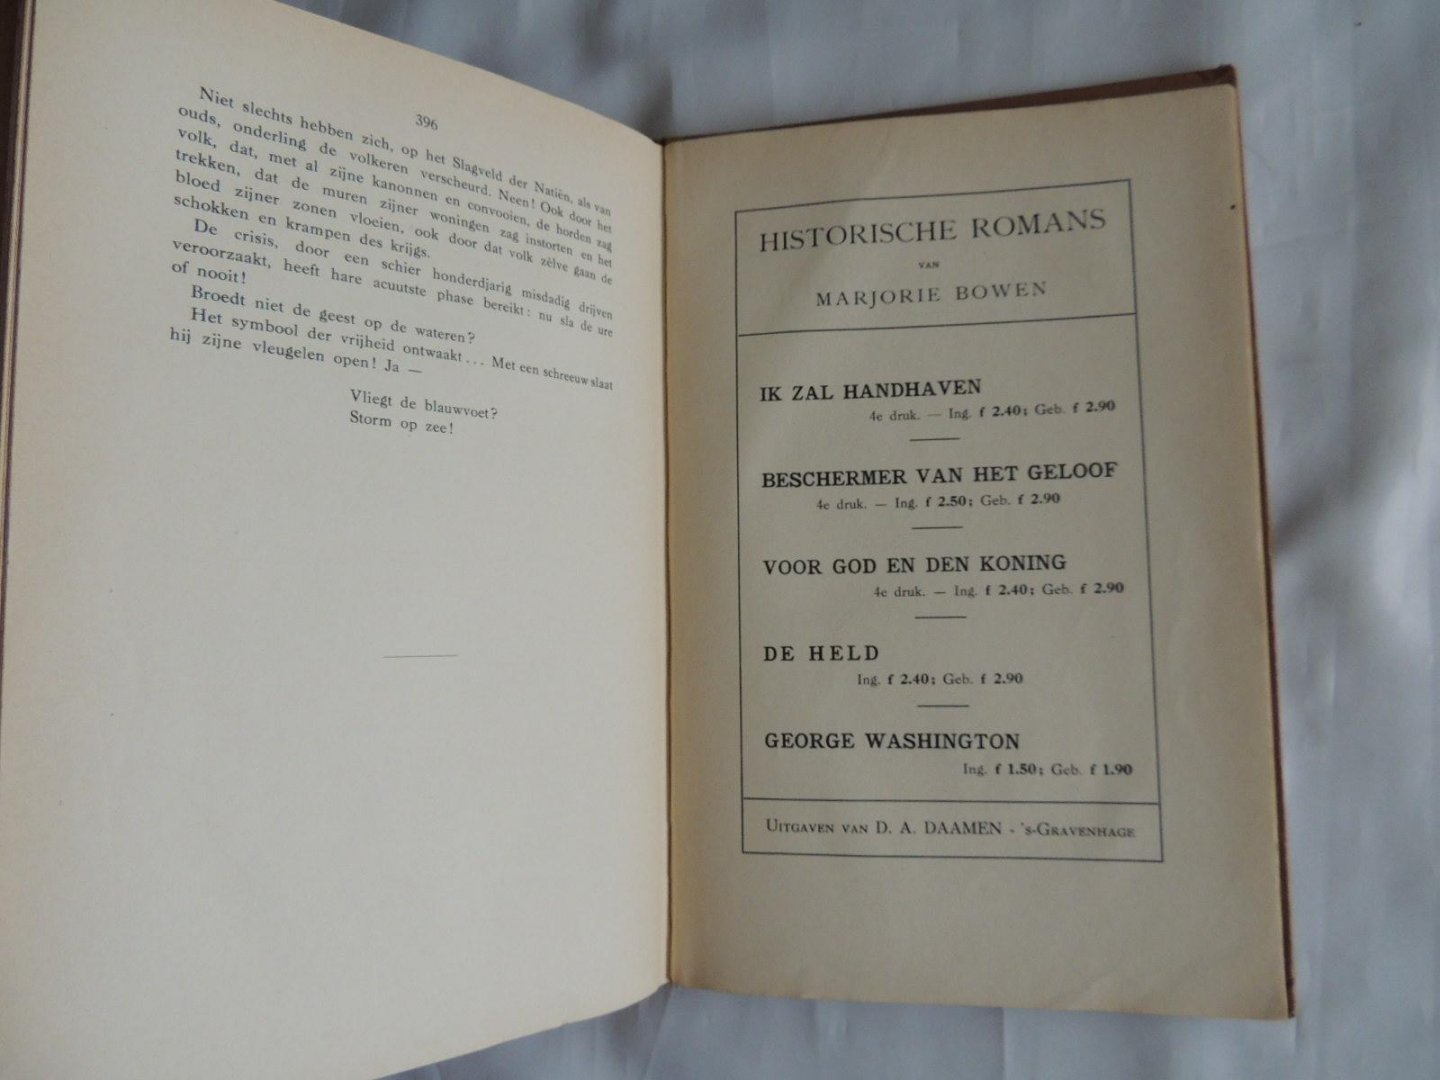 396
Niet slechts hebben zich, op het Slagveld der Natiën, als van
ouds, onderling de volkeren verscheurd. Neen! Ook door het
volk, dat, met al zijne kanonnen en convooien, de horden zag
trekken, dat de muren zijner woningen zag instorten en het
bloed zijner zonen vloeien, ook door dat volk zèlve gaan de
schokken en krampen des krijgs.
De crisis, door een schier honderdjarig misdadig drijven
veroorzaakt, heeft hare acuutste phase bereikt: nu sla de ure
of nooit!
Broedt niet de geest op de wateren?
Het symbool der vrijheid ontwaakt... Met een schreeuw slaat
hij zijne vleugelen open! Ja —
Vliegt de blauwvoet?
Storm op zee!
HISTORISCHE ROMANS
VAN
MARJORIE BOWEN
IK ZAL HANDHAVEN
4e druk. — Ing. f 2.40; Geb. f 2.90
BESCHERMER VAN HET GELOOF
4e druk. — Ing. f 2.50; Geb. f 2.90
VOOR GOD EN DEN KONING
4e druk. — Ing. f 2.40; Geb. f 2.90
DE HELD
Ing. f 2.40; Geb. f 2.90
GEORGE WASHINGTON
Ing. f 1.50; Geb. f 1.90
UITGAVEN VAN D. A. DAAMEN - 's-GRAVENHAGE